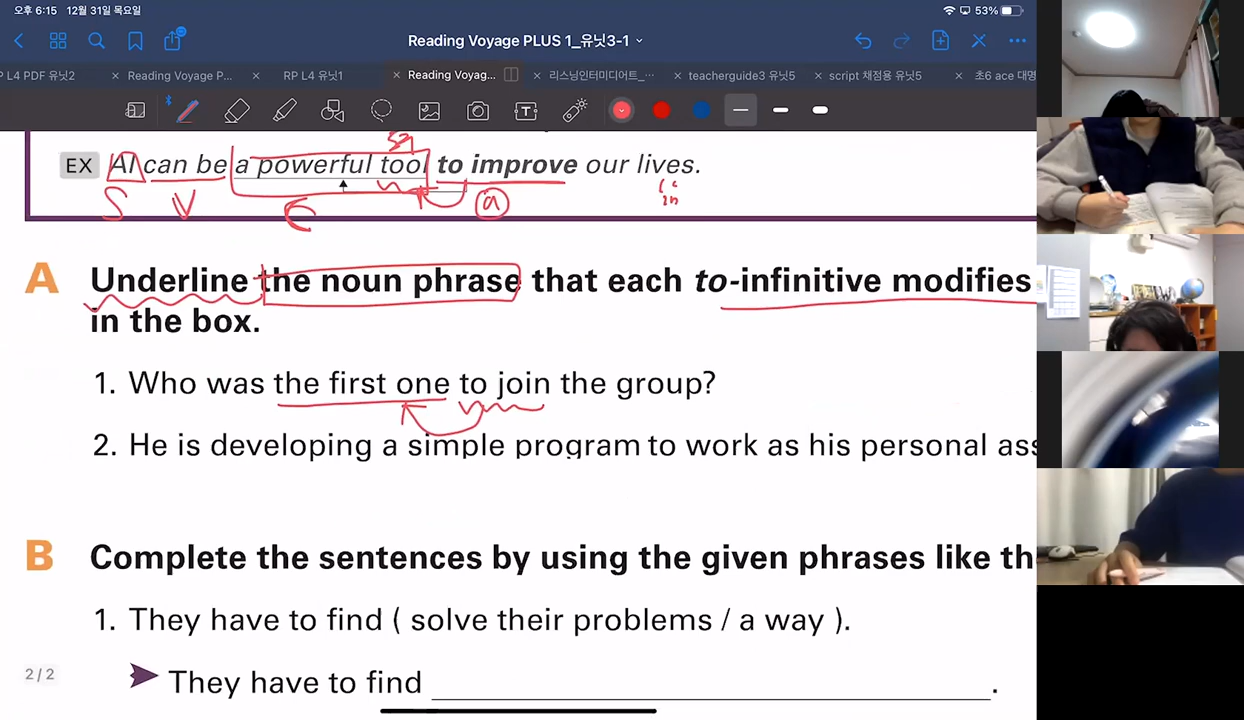 오후 6:15 12월 31일 목요일
53%
Reading Voyage PLUS 1_유닛3-1
P L4 PDF 유닛2
Reading Voyage P...
RP L4 유닛1
Reading Voyag...
리스닝인터미디어트_...
teacherguide3 유닛5
script 채점용 유닛5
초6 ace 대명
EX AI can be a powerful tool to improve our lives.
S V C a
A Underline the noun phrase that each to-infinitive modifies
in the box.
1. Who was the first one to join the group?
2. He is developing a simple program to work as his personal ass
B Complete the sentences by using the given phrases like th
1. They have to find ( solve their problems / a way ).
They have to find
.
2/2